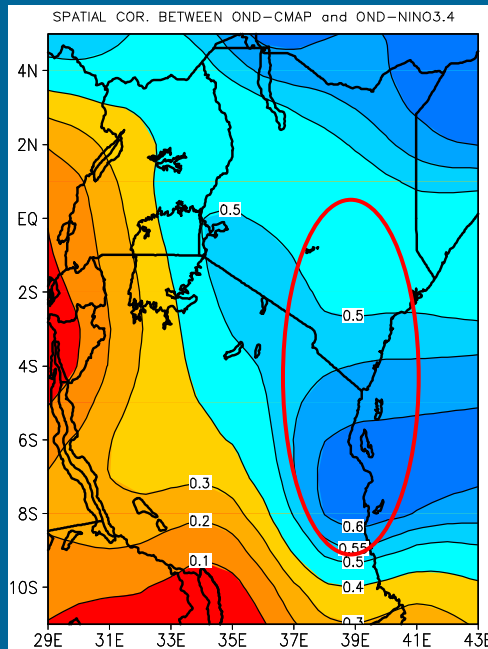 SPATIAL COR. BETWEEN OND-CMAP and OND-NINO3.4
4N
2N
EQ
0.5
2S
0.5
4S
6S
0.3
8S
0.2
0.6
0.55
0.1
0.5
10S
0.4
0.3
29E 31E 33E 35E 37E 39E 41E 43E